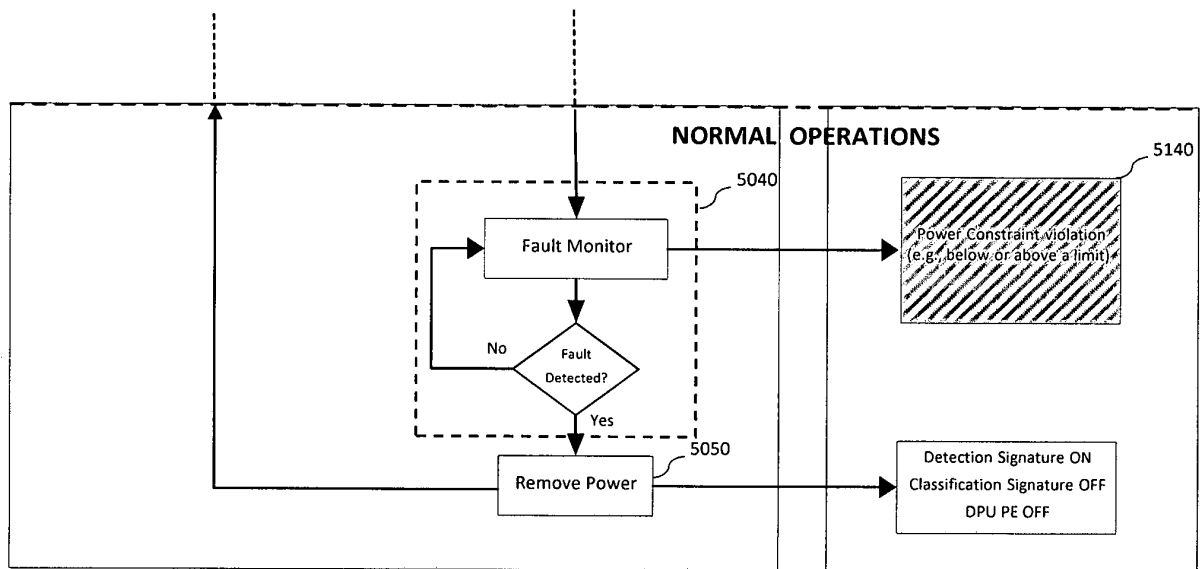 NORMAL OPERATIONS
5140
5040
Fault Monitor
Power Constraint violation
(e.g., below or above a limit)
No
Fault
Detected?
Yes
5050
Remove Power
Detection Signature ON
Classification Signature OFF
DPU PE OFF